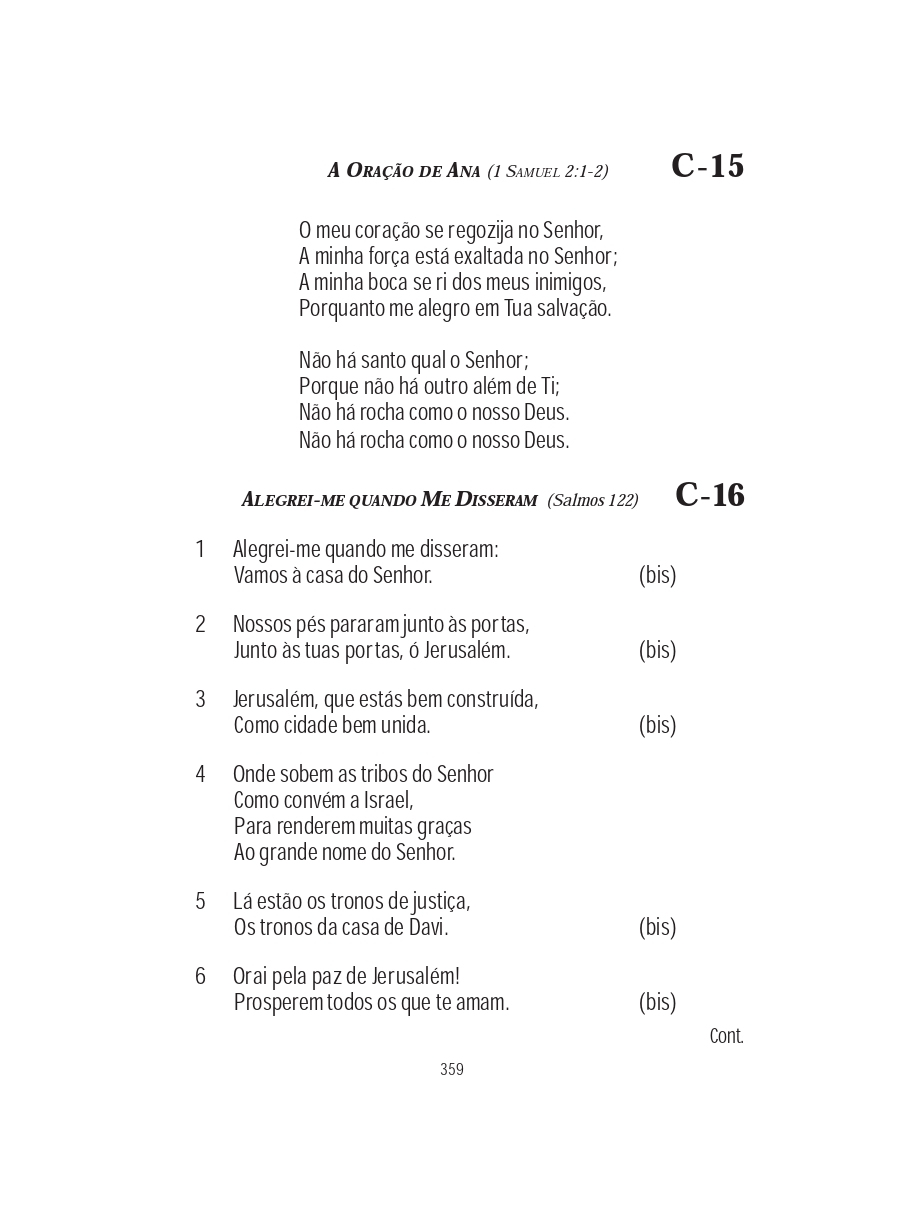 A ORAÇÃO DE ANA (1 SAMUEL 2:1-2) C-15
O meu coração se regozija no Senhor,
A minha força está exaltada no Senhor;
A minha boca se ri dos meus inimigos,
Porquanto me alegro em Tua salvação.
Não há santo qual o Senhor;
Porque não há outro além de Ti;
Não há rocha como o nosso Deus.
Não há rocha como o nosso Deus.
ALEGREI-ME QUANDO ME DISSERAM (Salmos 122) C-16
1 Alegrei-me quando me disseram:
Vamos à casa do Senhor. (bis)
2 Nossos pés pararam junto às portas,
Junto às tuas portas, ó Jerusalém. (bis)
3 Jerusalém, que estás bem construída,
Como cidade bem unida. (bis)
4 Onde sobem as tribos do Senhor
Como convém a Israel,
Para renderem muitas graças
Ao grande nome do Senhor.
5 Lá estão os tronos de justiça,
Os tronos da casa de Davi. (bis)
6 Orai pela paz de Jerusalém!
Prosperem todos os que te amam. (bis)
Cont.
359